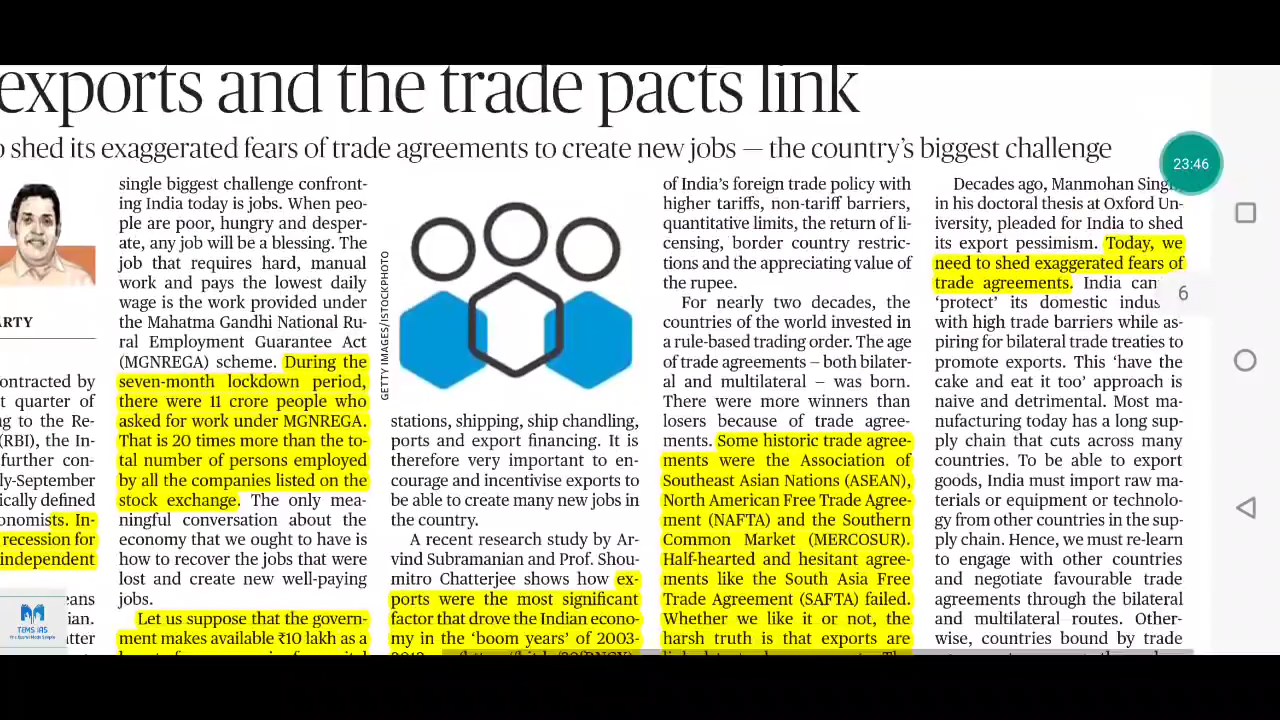 exports and the trade pacts link
shed its exaggerated fears of trade agreements to create new jobs — the country's biggest challenge
ARTY
ontracted by
t quarter of
ng to the Re-
(RBI), the In-
further con-
ly-September
ically defined
onomists. In-
recession for
independent
eans
ian.
atter
TEMS IAS
single biggest challenge confront-
ing India today is jobs. When peo-
ple are poor, hungry and desper-
ate, any job will be a blessing. The
job that requires hard, manual
work and pays the lowest daily
wage is the work provided under
the Mahatma Gandhi National Ru-
ral Employment Guarantee Act
(MGNREGA) scheme. During the
seven-month lockdown period,
there were 11 crore people who
asked for work under MGNREGA.
That is 20 times more than the to-
tal number of persons employed
by all the companies listed on the
stock exchange. The only mea-
ningful conversation about the
economy that we ought to have is
how to recover the jobs that were
lost and create new well-paying
jobs.
Let us suppose that the govern-
ment makes available ₹10 lakh as a
GETTY IMAGES/ISTOCKPHOTO
stations, shipping, ship chandling,
ports and export financing. It is
therefore very important to en-
courage and incentivise exports to
be able to create many new jobs in
the country.
A recent research study by Ar-
vind Subramanian and Prof. Shou-
mitro Chatterjee shows how ex-
ports were the most significant
factor that drove the Indian econo-
my in the 'boom years' of 2003-
of India's foreign trade policy with
higher tariffs, non-tariff barriers,
quantitative limits, the return of li-
censing, border country restric-
tions and the appreciating value of
the rupee.
For nearly two decades, the
countries of the world invested in
a rule-based trading order. The age
of trade agreements – both bilater-
al and multilateral – was born.
There were more winners than
losers because of trade agree-
ments. Some historic trade agree-
ments were the Association of
Southeast Asian Nations (ASEAN),
North American Free Trade Agree-
ment (NAFTA) and the Southern
Common Market (MERCOSUR).
Half-hearted and hesitant agree-
ments like the South Asia Free
Trade Agreement (SAFTA) failed.
Whether we like it or not, the
harsh truth is that exports are
Decades ago, Manmohan Singh
in his doctoral thesis at Oxford Un-
iversity, pleaded for India to shed
its export pessimism. Today, we
need to shed exaggerated fears of
trade agreements. India can
'protect' its domestic indus
with high trade barriers while as-
piring for bilateral trade treaties to
promote exports. This 'have the
cake and eat it too' approach is
naive and detrimental. Most ma-
nufacturing today has a long sup-
ply chain that cuts across many
countries. To be able to export
goods, India must import raw ma-
terials or equipment or technolo-
gy from other countries in the sup-
ply chain. Hence, we must re-learn
to engage with other countries
and negotiate favourable trade
agreements through the bilateral
and multilateral routes. Other-
wise, countries bound by trade
23:46
6